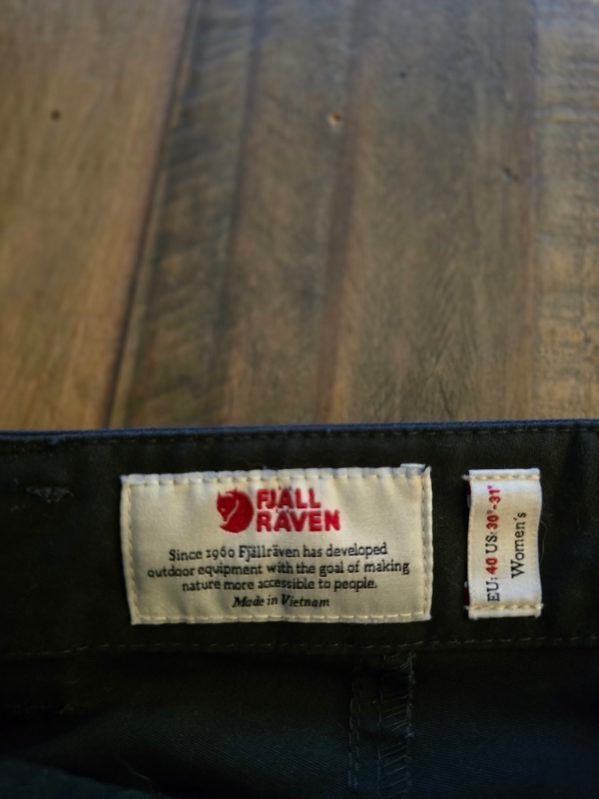 FJÄLL
RÄVEN
Since 1960 Fjällräven has developed
outdoor equipment with the goal of making
nature more accessible to people.
Made in Vietnam
EU: 40 US: 30"-31"
Women's